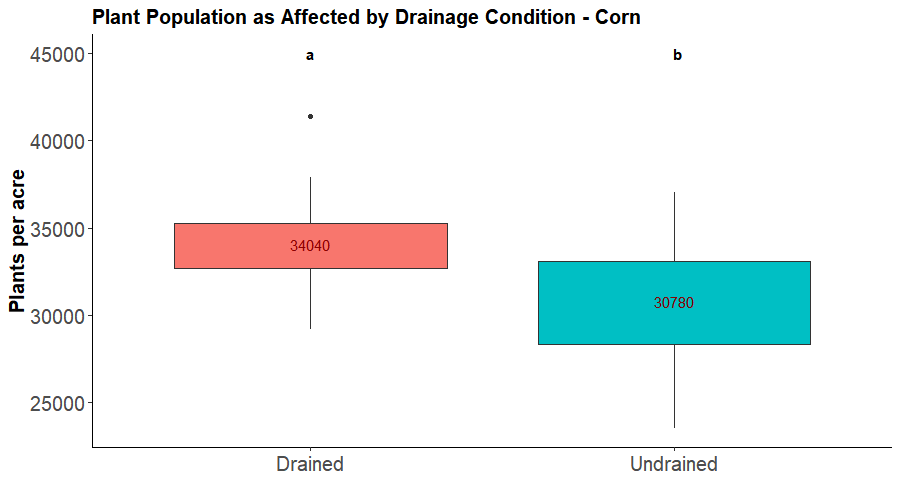 Plant Population as Affected by Drainage Condition - Corn
45000
a
b
40000
35000
34040
30780
30000
25000
Plants per acre
Drained
Undrained